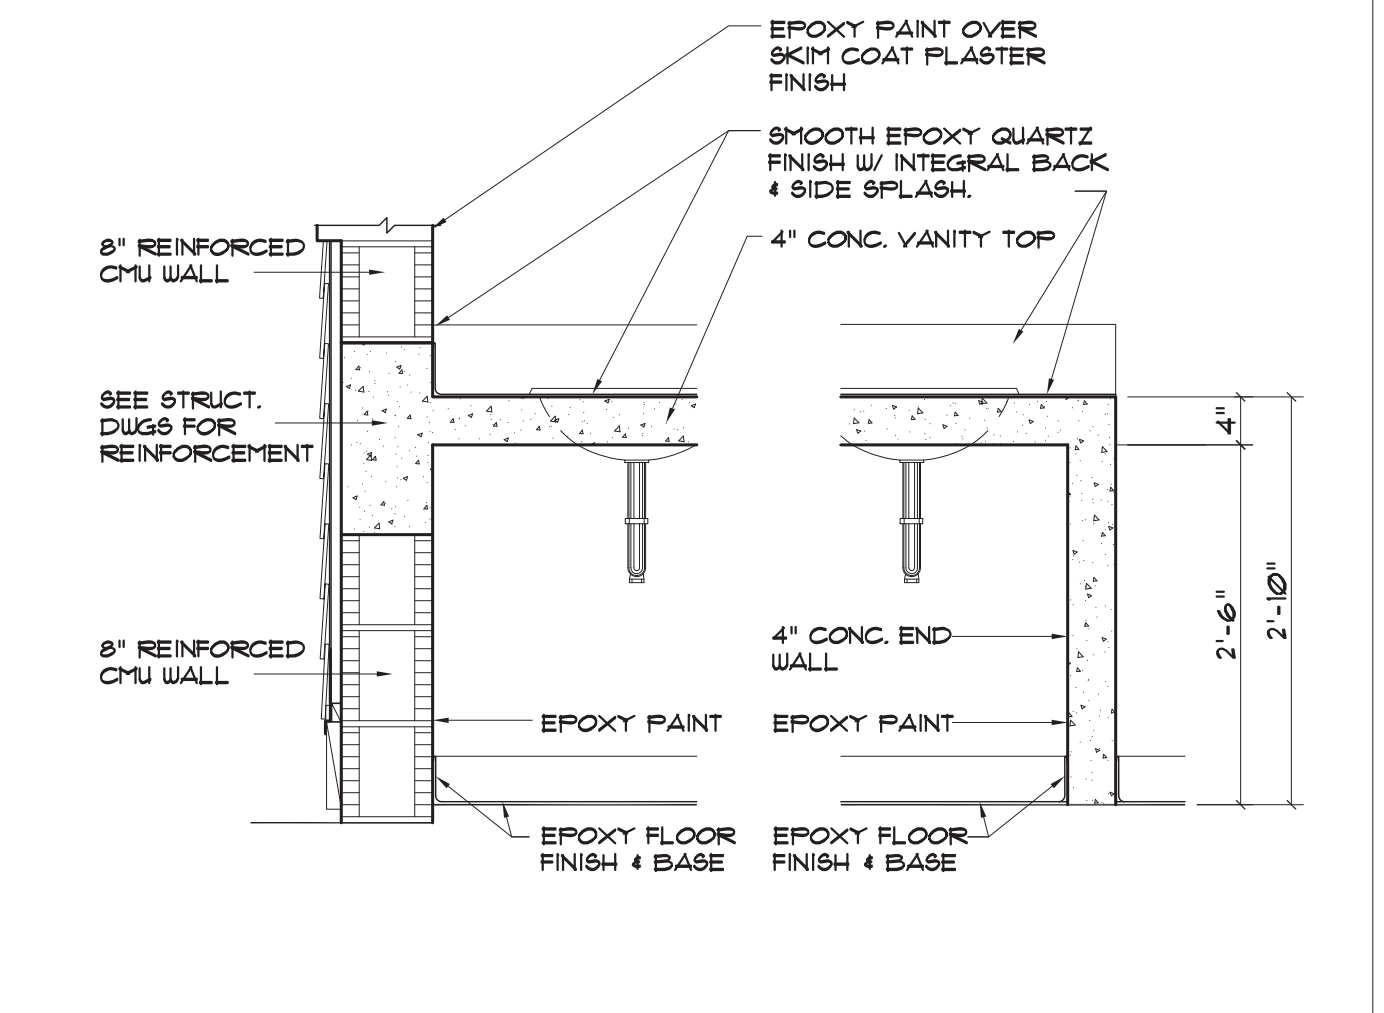 EPOXY PAINT OVER
SKIM COAT PLASTER
FINISH
SMOOTH EPOXY QUARTZ
FINISH W/ INTEGRAL BACK
& SIDE SPLASH.
4" CONC. VANITY TOP
8" REINFORCED
CMU WALL
SEE STRUCT.
DWGS FOR
REINFORCEMENT
4"
2'-6"
2'-10"
8" REINFORCED
CMU WALL
4" CONC. END
WALL
EPOXY PAINT
EPOXY PAINT
EPOXY FLOOR
FINISH & BASE
EPOXY FLOOR
FINISH & BASE